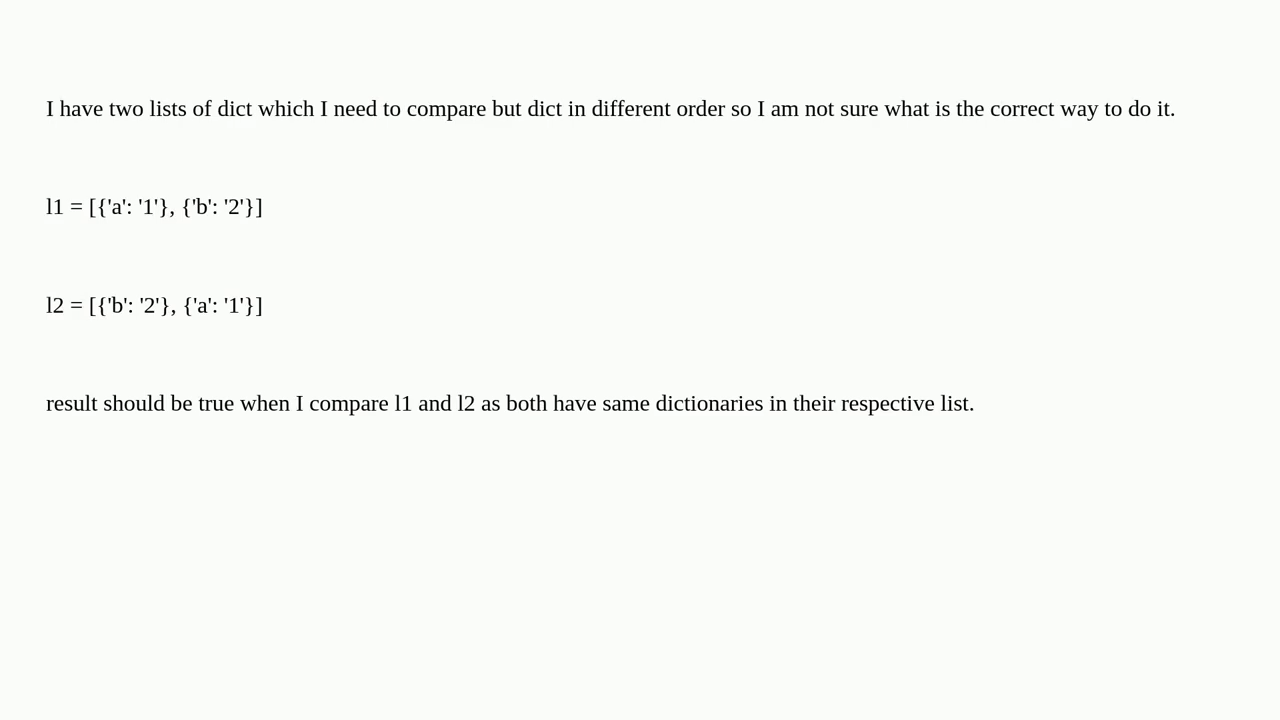 I have two lists of dict which I need to compare but dict in different order so I am not sure what is the correct way to do it.
l1 = [{'a': '1'}, {'b': '2'}]
l2 = [{'b': '2'}, {'a': '1'}]
result should be true when I compare l1 and l2 as both have same dictionaries in their respective list.